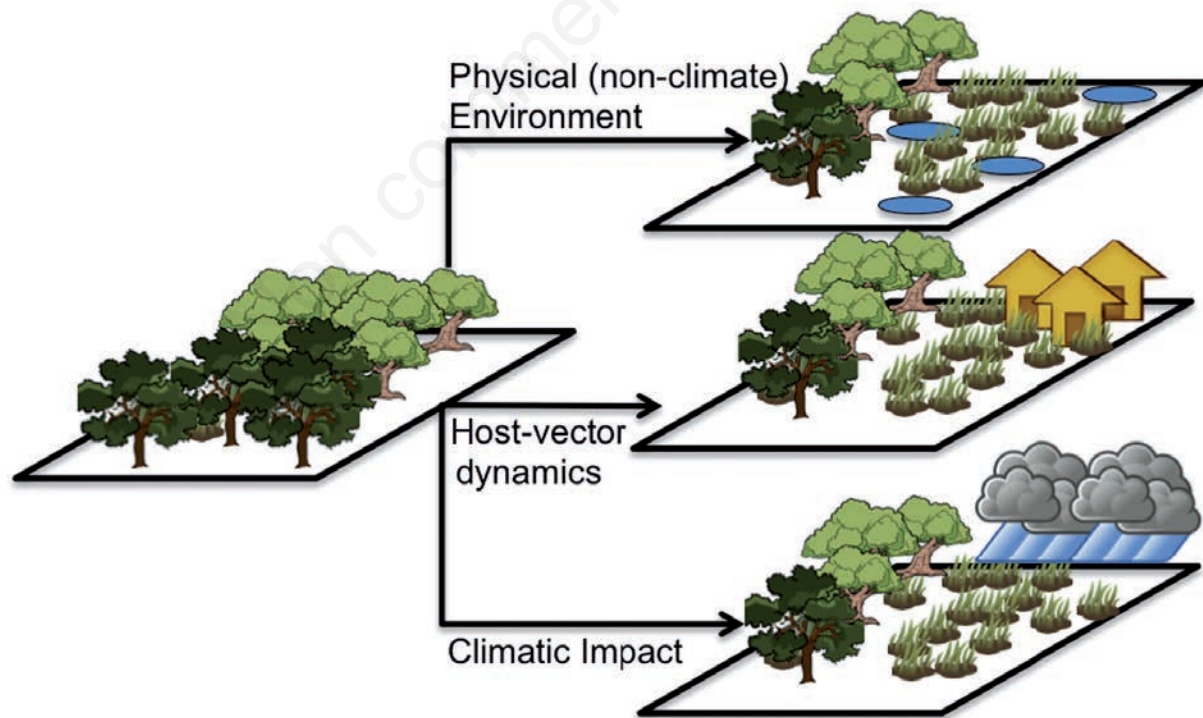 Physical (non-climate)
Environment
Host-vector
dynamics
Climatic Impact